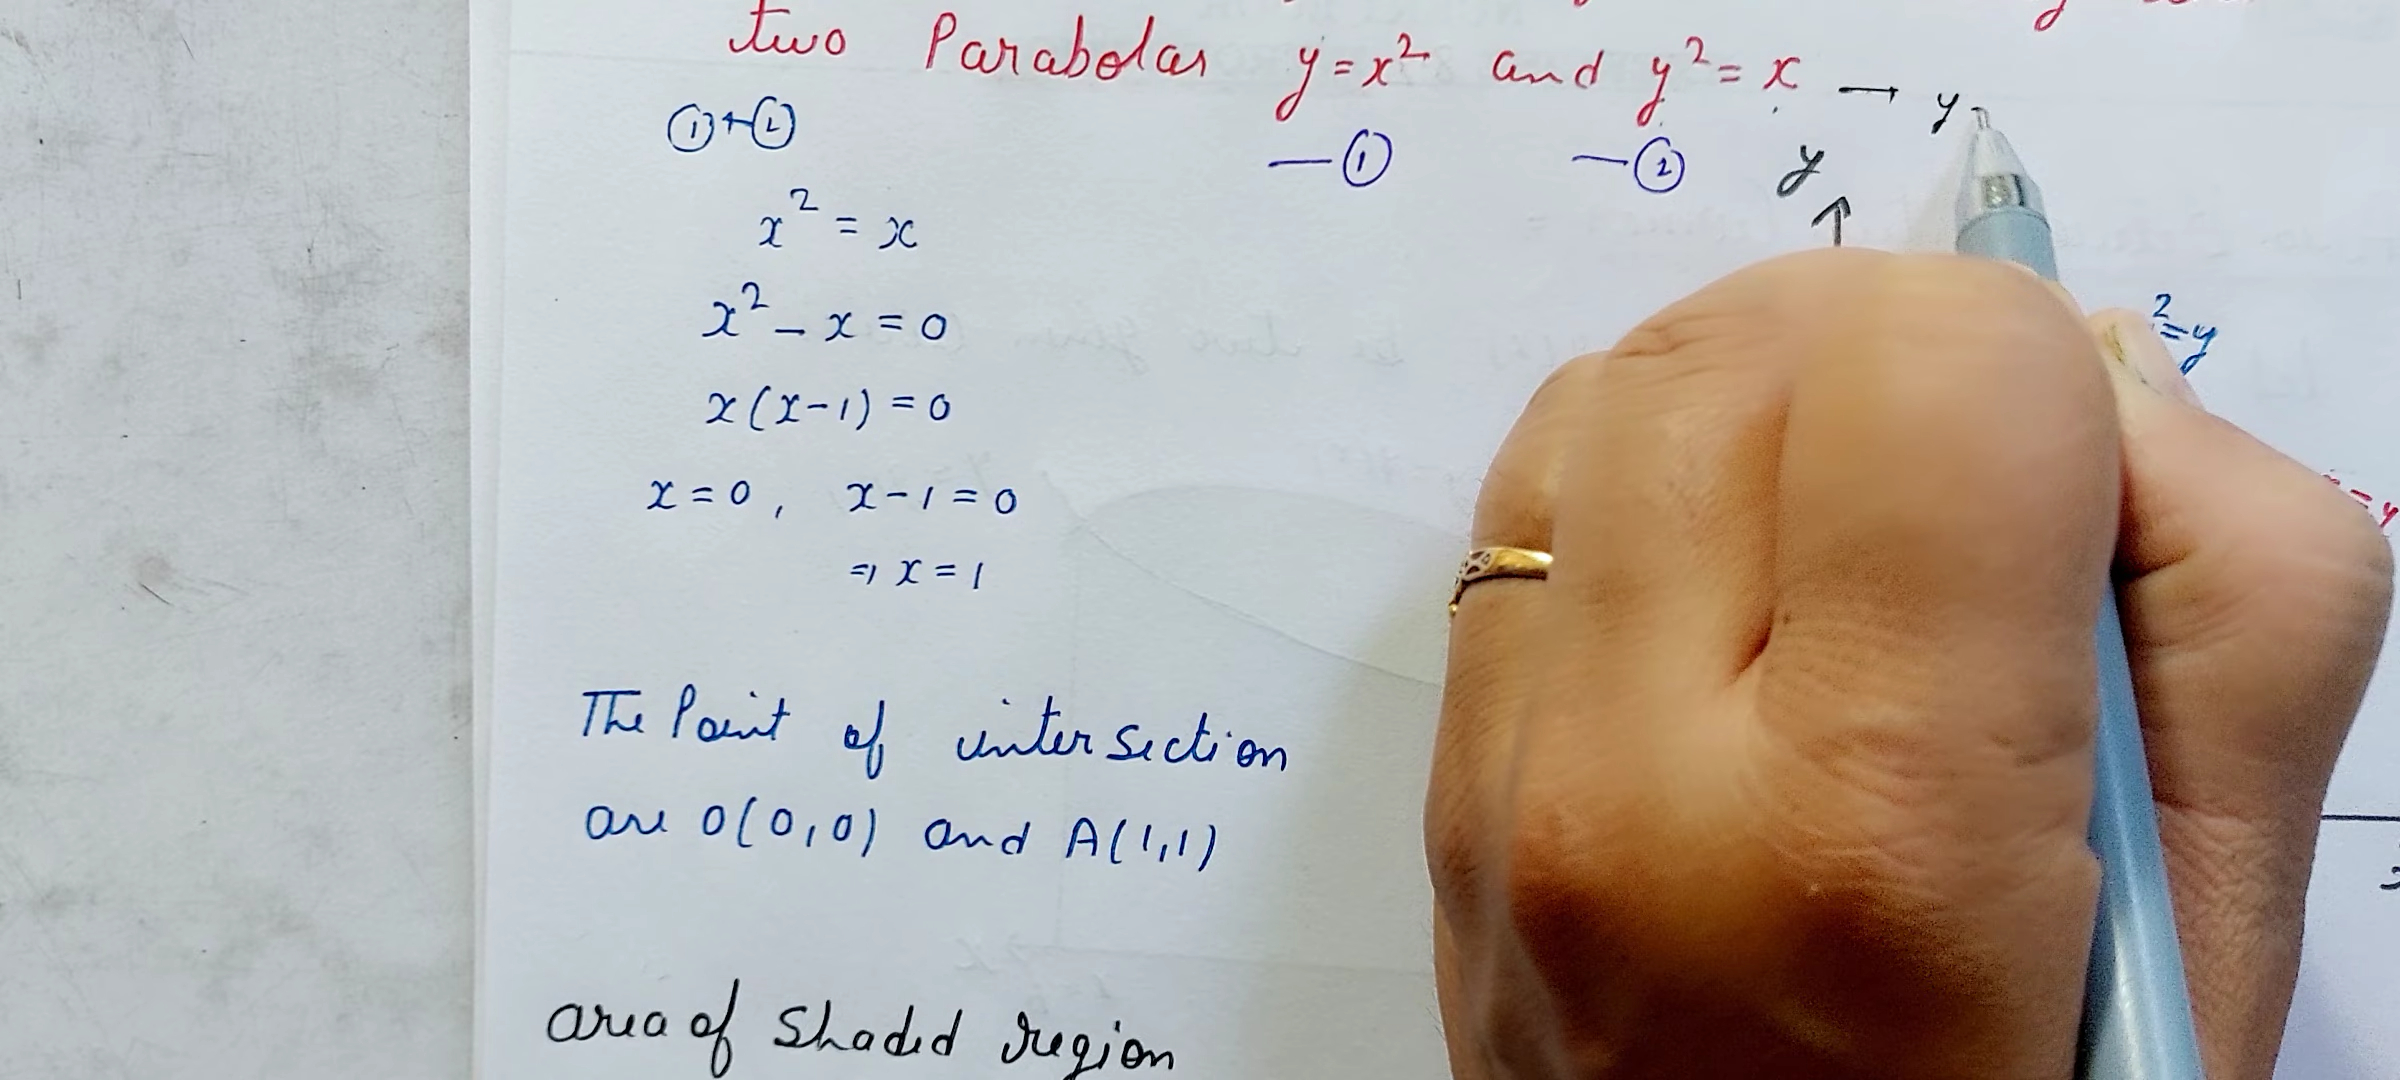 two Parabolas y = x² and y² = x → y
①+② — ① — ② y
x² = x
²=y
x² - x = 0
x(x-1) = 0
x = 0, x - 1 = 0
⇒ x = 1
The Point of intersection
are O(0,0) and A(1,1)
area of Shaded region